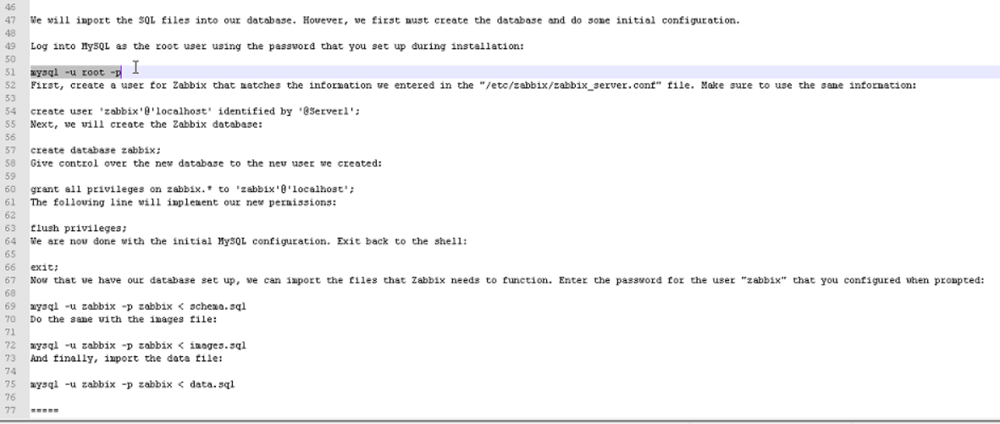 46
47 We will import the SQL files into our database. However, we first must create the database and do some initial configuration.
48
49 Log into MySQL as the root user using the password that you set up during installation:
50
51 mysql -u root -p
52 First, create a user for Zabbix that matches the information we entered in the "/etc/zabbix/zabbix_server.conf" file. Make sure to use the same information:
53
54 create user 'zabbix'@'localhost' identified by '@Server1';
55 Next, we will create the Zabbix database:
56
57 create database zabbix;
58 Give control over the new database to the new user we created:
59
60 grant all privileges on zabbix.* to 'zabbix'@'localhost';
61 The following line will implement our new permissions:
62
63 flush privileges;
64 We are now done with the initial MySQL configuration. Exit back to the shell:
65
66 exit;
67 Now that we have our database set up, we can import the files that Zabbix needs to function. Enter the password for the user "zabbix" that you configured when prompted:
68
69 mysql -u zabbix -p zabbix < schema.sql
70 Do the same with the images file:
71
72 mysql -u zabbix -p zabbix < images.sql
73 And finally, import the data file:
74
75 mysql -u zabbix -p zabbix < data.sql
76
77 =====